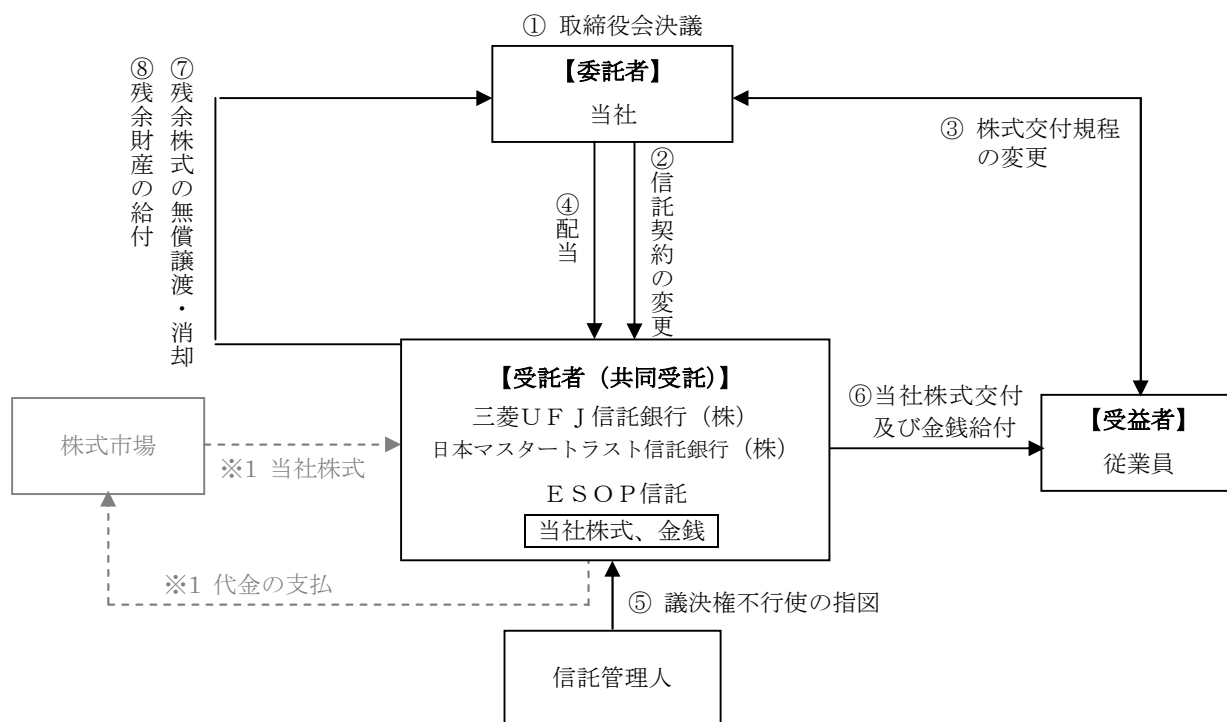 ① 取締役会決議
【委託者】
当社
⑧残余財産の給付
⑦残余株式の無償譲渡・消却
④配当
②信託契約の変更
③ 株式交付規程
の変更
【受託者（共同受託）】
三菱ＵＦＪ信託銀行（株）
日本マスタートラスト信託銀行（株）
ＥＳＯＰ信託
当社株式、金銭
株式市場
※1 当社株式
※1 代金の支払
⑥当社株式交付
及び金銭給付
【受益者】
従業員
⑤ 議決権不行使の指図
信託管理人